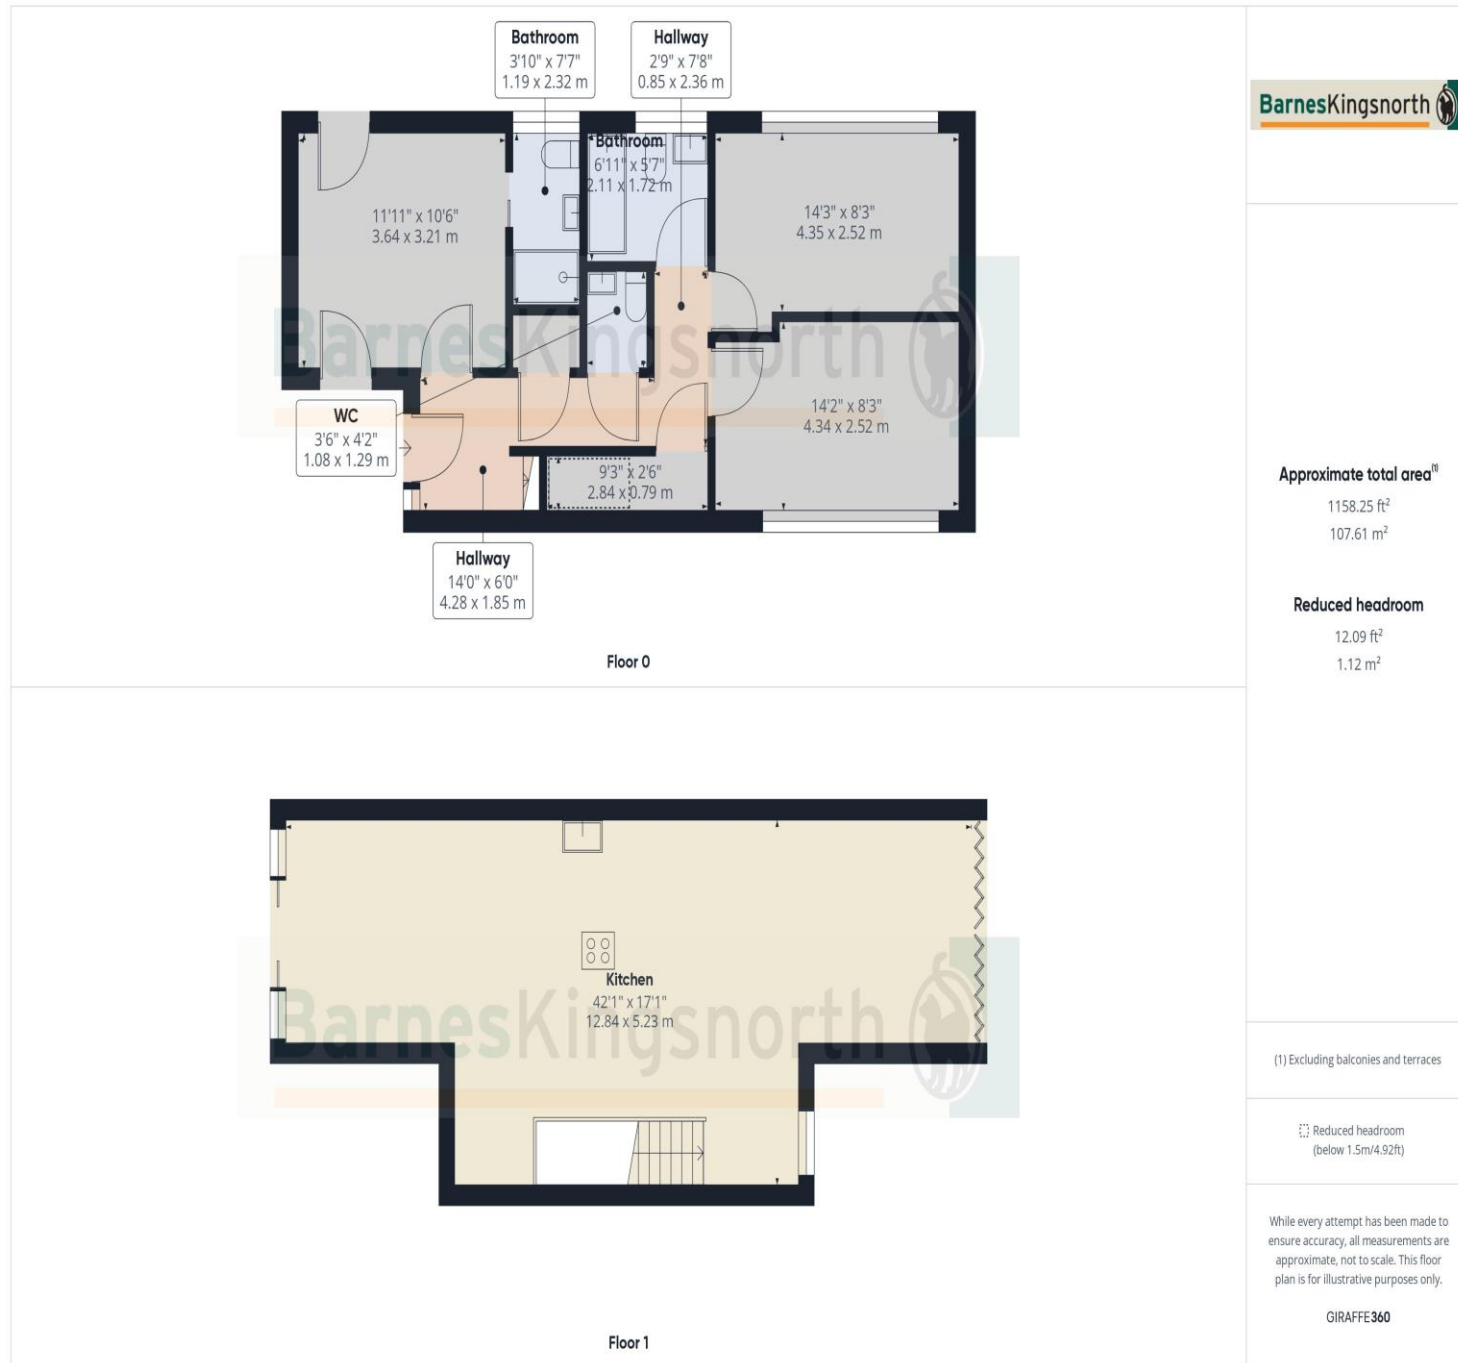 Bathroom
3'10" x 7'7"
1.19 x 2.32 m
Hallway
2'9" x 7'8"
0.85 x 2.36 m
BarnesKingsnorth
Bathroom
6'11" x 5'7"
2.11 x 1.72 m
11'11" x 10'6"
3.64 x 3.21 m
14'3" x 8'3"
4.35 x 2.52 m
BarnesKingsnorth
WC
3'6" x 4'2"
1.08 x 1.29 m
14'2" x 8'3"
4.34 x 2.52 m
9'3" x 2'6"
2.84 x 0.79 m
Hallway
14'0" x 6'0"
4.28 x 1.85 m
Floor 0
Approximate total area(1)
1158.25 ft²
107.61 m²
Reduced headroom
12.09 ft²
1.12 m²
Kitchen
42'1" x 17'1"
12.84 x 5.23 m
BarnesKingsnorth
Floor 1
(1) Excluding balconies and terraces
Reduced headroom
(below 1.5m/4.92ft)
While every attempt has been made to
ensure accuracy, all measurements are
approximate, not to scale. This floor
plan is for illustrative purposes only.
GIRAFFE360